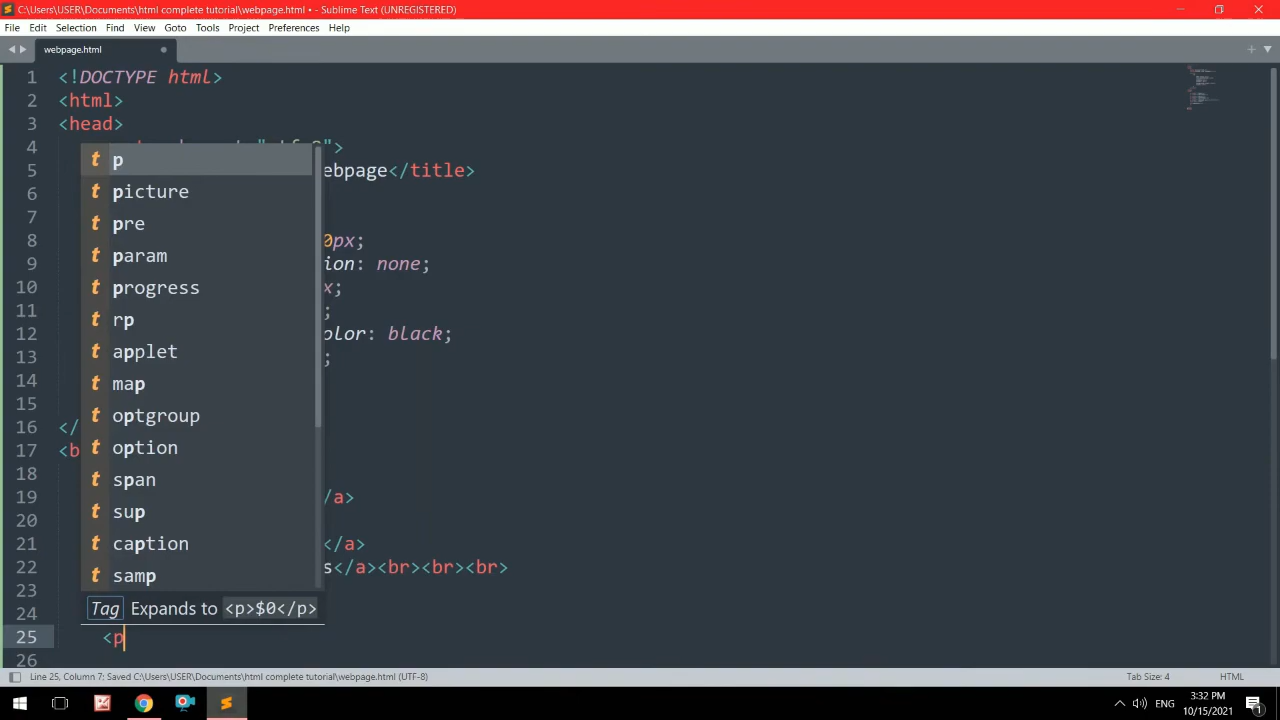 C:\Users\USER\Documents\html complete tutorial\webpage.html • - Sublime Text (UNREGISTERED)
File Edit Selection Find View Goto Tools Project Preferences Help
webpage.html
1 <!DOCTYPE html>
2 <html>
3 <head>
4 ">
5 ebpage</title>
6
7
8 0px;
9 ion: none;
10 x;
11 ;
12 olor: black;
13 ;
14
15
16 </
17 <b
18
19 /a>
20
21 </a>
22 s</a><br><br><br>
23
24
25 <p
26
t p
t picture
t pre
t param
t progress
t rp
t applet
t map
t optgroup
t option
t span
t sup
t caption
t samp
Tag Expands to <p>$0</p>
Line 25, Column 7; Saved C:\Users\USER\Documents\html complete tutorial\webpage.html (UTF-8) Tab Size: 4 HTML
ENG 3:32 PM
10/15/2021
1